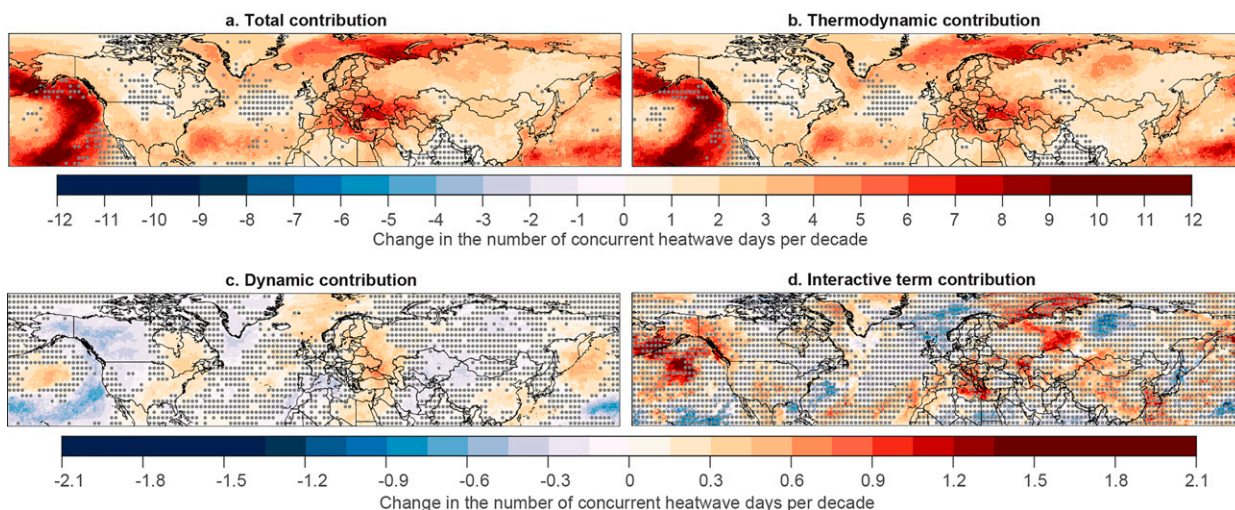 a. Total contribution
b. Thermodynamic contribution
-12 -11 -10 -9 -8 -7 -6 -5 -4 -3 -2 -1 0 1 2 3 4 5 6 7 8 9 10 11 12
Change in the number of concurrent heatwave days per decade
c. Dynamic contribution
d. Interactive term contribution
-2.1 -1.8 -1.5 -1.2 -0.9 -0.6 -0.3 0 0.3 0.6 0.9 1.2 1.5 1.8 2.1
Change in the number of concurrent heatwave days per decade